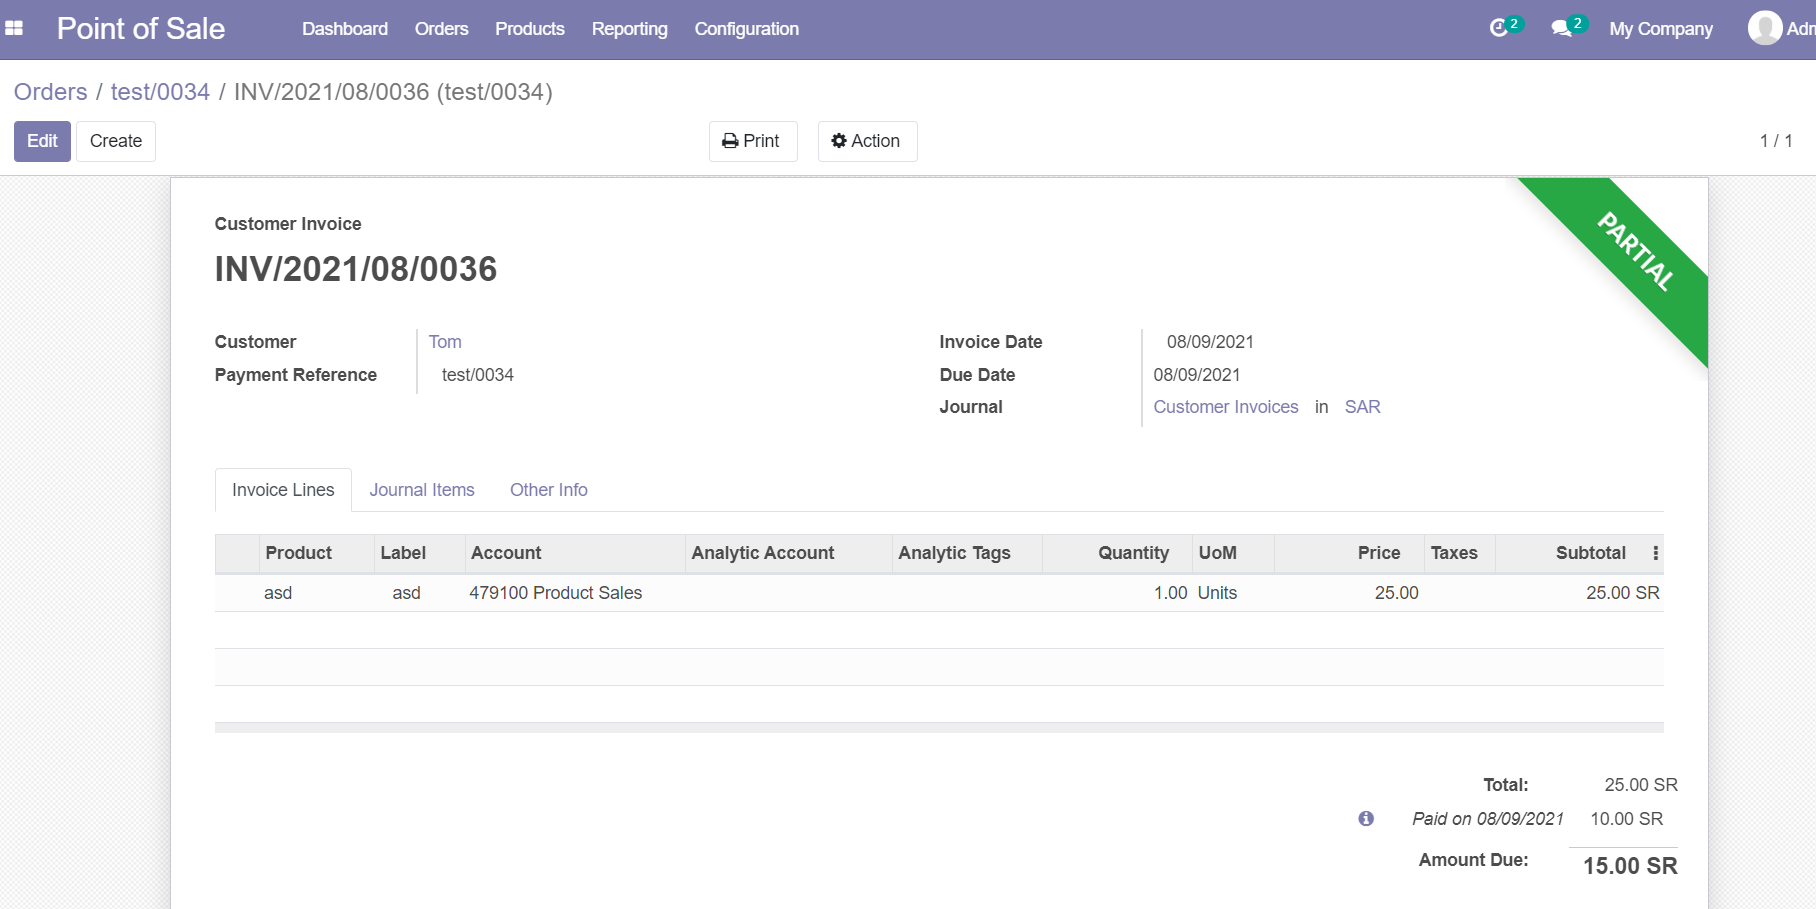 Point of Sale Dashboard Orders Products Reporting Configuration 2 2 My Company Adm
Orders / test/0034 / INV/2021/08/0036 (test/0034)
Edit Create Print Action 1 / 1
PARTIAL
Customer Invoice
INV/2021/08/0036
Customer Tom Invoice Date 08/09/2021
Payment Reference test/0034 Due Date 08/09/2021
Journal Customer Invoices in SAR
Invoice Lines Journal Items Other Info
Product Label Account Analytic Account Analytic Tags Quantity UoM Price Taxes Subtotal
asd asd 479100 Product Sales 1.00 Units 25.00 25.00 SR
Total: 25.00 SR
Paid on 08/09/2021 10.00 SR
Amount Due: 15.00 SR